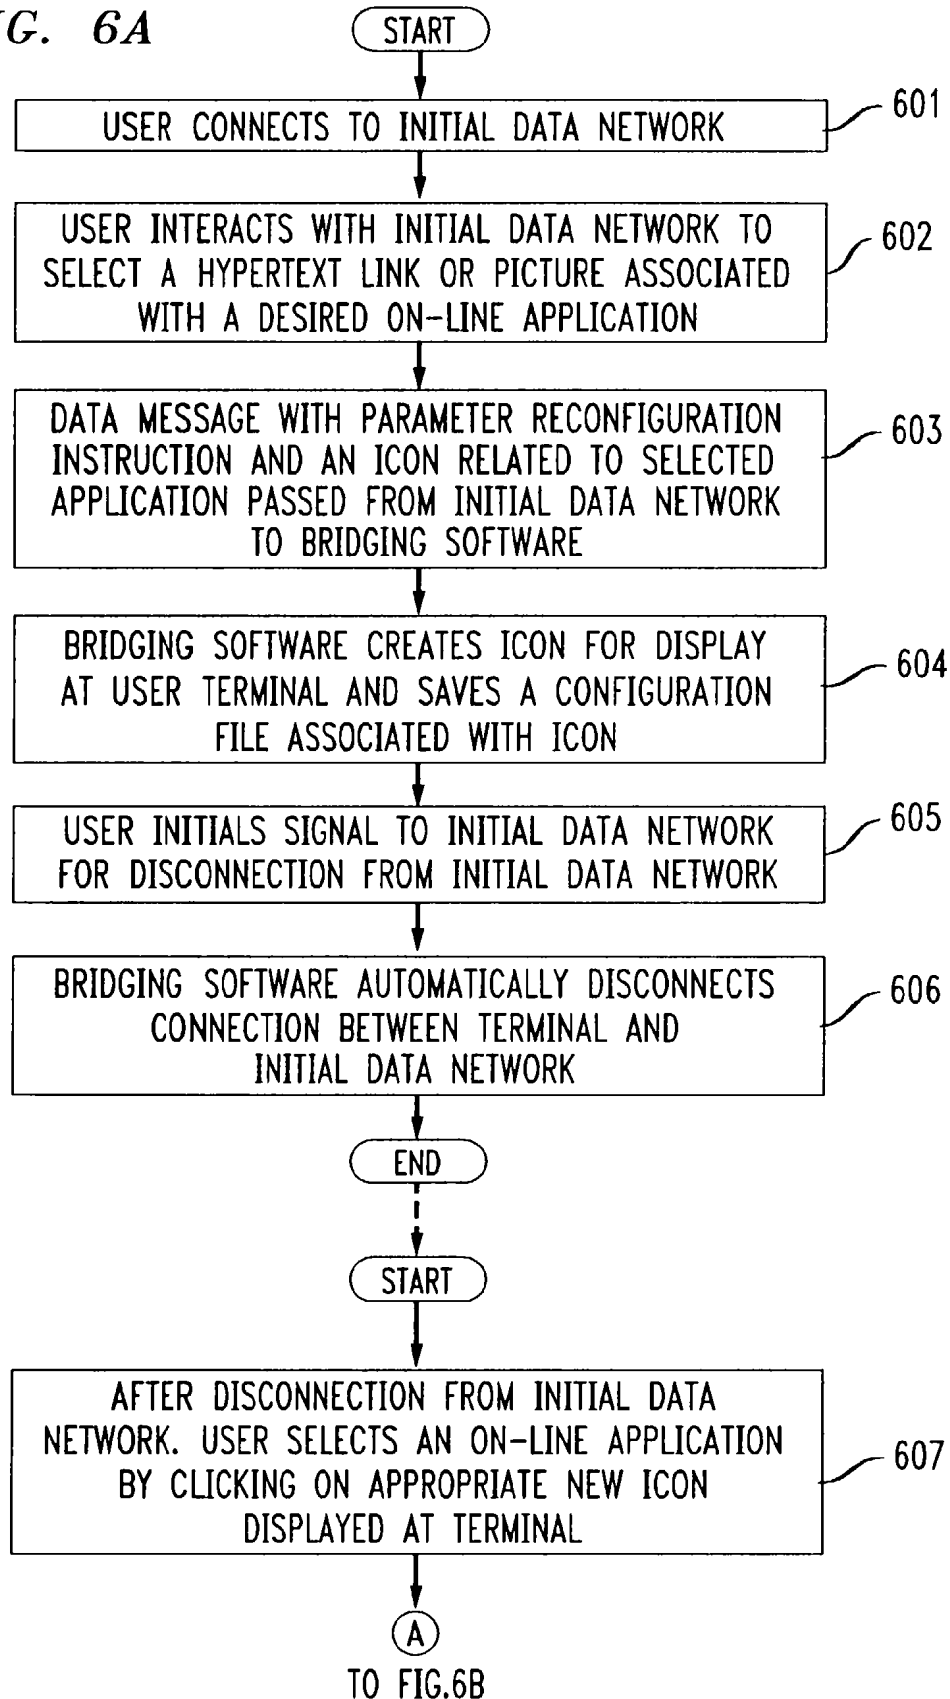 G. 6A
START
USER CONNECTS TO INITIAL DATA NETWORK
601
USER INTERACTS WITH INITIAL DATA NETWORK TO
SELECT A HYPERTEXT LINK OR PICTURE ASSOCIATED
WITH A DESIRED ON-LINE APPLICATION
602
DATA MESSAGE WITH PARAMETER RECONFIGURATION
INSTRUCTION AND AN ICON RELATED TO SELECTED
APPLICATION PASSED FROM INITIAL DATA NETWORK
TO BRIDGING SOFTWARE
603
BRIDGING SOFTWARE CREATES ICON FOR DISPLAY
AT USER TERMINAL AND SAVES A CONFIGURATION
FILE ASSOCIATED WITH ICON
604
USER INITIALS SIGNAL TO INITIAL DATA NETWORK
FOR DISCONNECTION FROM INITIAL DATA NETWORK
605
BRIDGING SOFTWARE AUTOMATICALLY DISCONNECTS
CONNECTION BETWEEN TERMINAL AND
INITIAL DATA NETWORK
606
END
START
AFTER DISCONNECTION FROM INITIAL DATA
NETWORK. USER SELECTS AN ON-LINE APPLICATION
BY CLICKING ON APPROPRIATE NEW ICON
DISPLAYED AT TERMINAL
607
A
TO FIG.6B